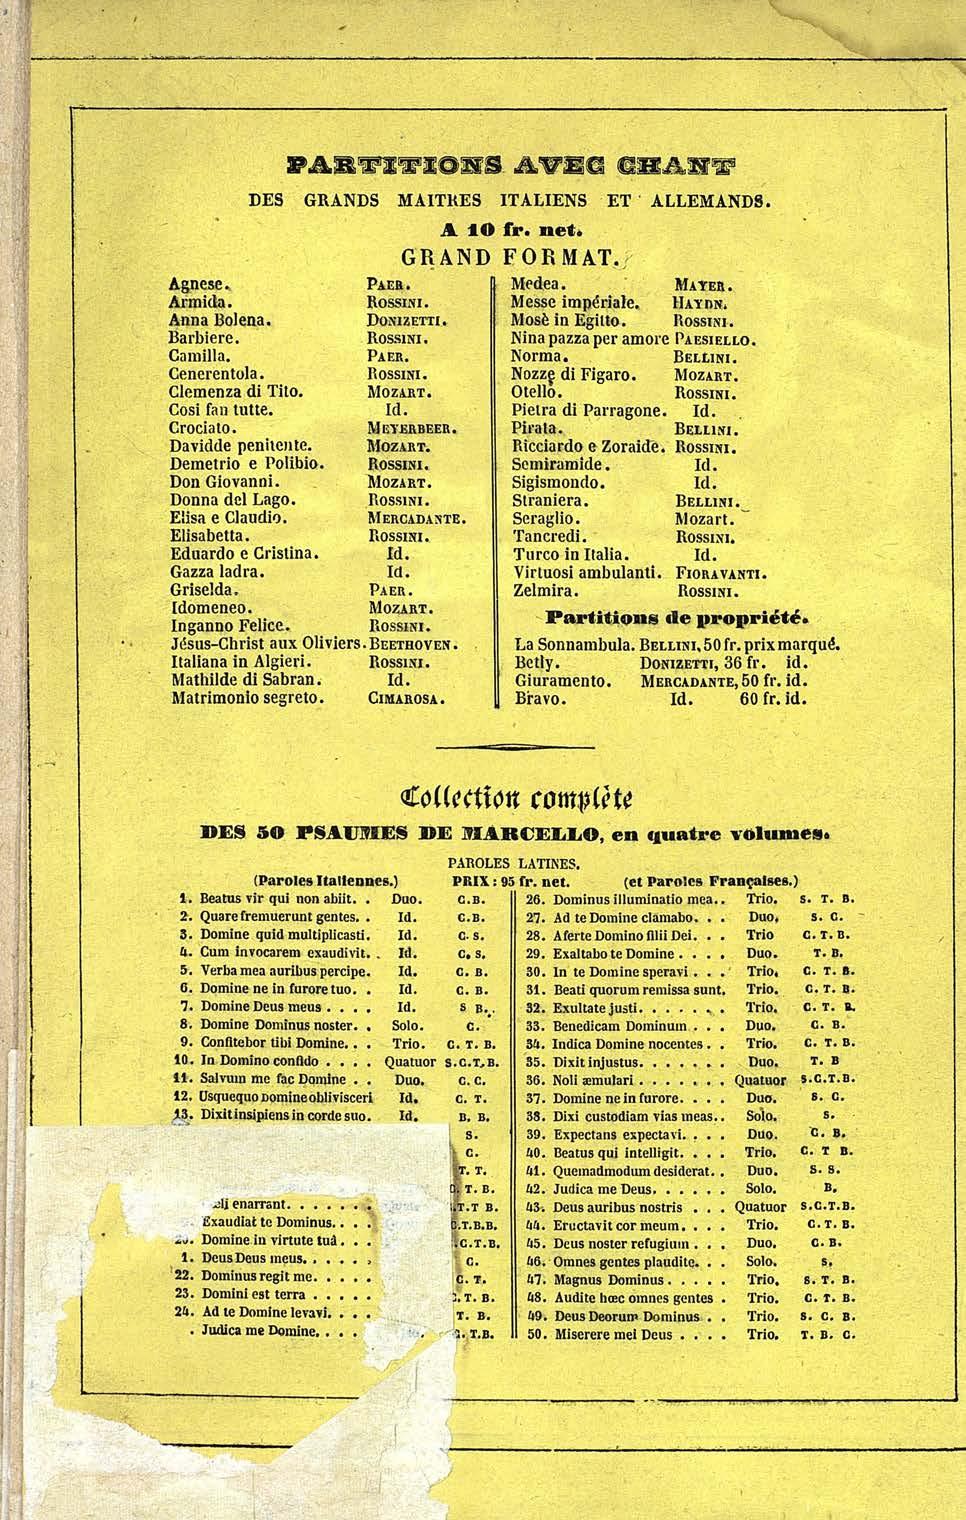 PARTITIONS AVEC CHANT
DES GRANDS MAITRES ITALIENS ET ALLEMANDS.
A 10 fr. net.
GRAND FORMAT.
Agnese. PAER.
Armida. ROSSINI.
Anna Bolena. DONIZETTI.
Barbiere. ROSSINI.
Camilla. PAER.
Cenerentola. ROSSINI.
Clemenza di Tito. MOZART.
Cosi fan tutte. Id.
Crociato. MEYERBEER.
Davidde penitente. MOZART.
Demetrio e Polibio. ROSSINI.
Don Giovanni. MOZART.
Donna del Lago. ROSSINI.
Elisa e Claudio. MERCADANTE.
Elisabetta. ROSSINI.
Eduardo e Cristina. Id.
Gazza ladra. Id.
Griselda. PAER.
Idomeneo. MOZART.
Inganno Felice. ROSSINI.
Jésus-Christ aux Oliviers. BEETHOVEN.
Italiana in Algieri. ROSSINI.
Mathilde di Sabran. Id.
Matrimonio segreto. CIMAROSA.
Medea. MAYER.
Messe impériale. HAYDN.
Mosè in Egitto. ROSSINI.
Nina pazza per amore PAESIELLO.
Norma. BELLINI.
Nozze di Figaro. MOZART.
Otello. ROSSINI.
Pietra di Parragone. Id.
Pirata. BELLINI.
Ricciardo e Zoraide. ROSSINI.
Semiramide. Id.
Sigismondo. Id.
Straniera. BELLINI.
Seraglio. Mozart.
Tancredi. ROSSINI.
Turco in Italia. Id.
Virtuosi ambulanti. FIORAVANTI.
Zelmira. ROSSINI.
Partitions de propriété.
La Sonnambula. BELLINI, 50 fr. prix marqué.
Betly. DONIZETTI, 36 fr. id.
Giuramento. MERCADANTE, 50 fr. id.
Bravo. Id. 60 fr. id.
Collection complète
DES 50 PSAUMES DE MARCELLO, en quatre volumes.
PAROLES LATINES.
(Paroles Italiennes.) PRIX : 95 fr. net. (et Paroles Françaises.)
1. Beatus vir qui non abiit. . Duo. C.B.
2. Quare fremuerunt gentes. . Id. C.B.
3. Domine quid multiplicasti. Id. C. S.
4. Cum invocarem exaudivit. . Id. C. S.
5. Verba mea auribus percipe. Id. C. B.
6. Domine ne in furore tuo. . Id. C. B.
7. Domine Deus meus . . . . Id. S B.
8. Domine Dominus noster. . Solo. C.
9. Confitebor tibi Domine. . . Trio. C. T. B.
10. In Domino confido . . . . Quatuor S.C.T.B.
11. Salvum me fac Domine . . Duo. C. C.
12. Usquequo Domine oblivisceri Id. C. T.
13. Dixit insipiens in corde suo. Id. B. B.
S.
C.
T. T.
T. B.
enarrant. . . . . . . T.T B.
Exaudiat te Dominus. . . . .T.B.B.
Domine in virtute tuâ . . . .C.T.B.
1. Deus Deus meus. . . . . . C.
22. Dominus regit me. . . . . C. T.
23. Domini est terra . . . . . . T. B.
24. Ad te Domine levavi. . . . T. B.
. Judica me Domine. . . . . T.B.
26. Dominus illuminatio mea. . Trio. S. T. B.
27. Ad te Domine clamabo. . . Duo. S. C.
28. Aferte Domino filii Dei. . . Trio C. T. B.
29. Exaltabo te Domine . . . . Duo. T. B.
30. In te Domine speravi . . . Trio. C. T. B.
31. Beati quorum remissa sunt. Trio. C. T. B.
32. Exultate justi. . . . . . . Trio. C. T. B.
33. Benedicam Dominum . . . Duo. C. B.
34. Indica Domine nocentes. . Trio. C. T. B.
35. Dixit injustus. . . . . . . Duo. T. B
36. Noli æmulari . . . . . . . Quatuor S.C.T.B.
37. Domine ne in furore. . . . Duo. S. C.
38. Dixi custodiam vias meas. . Solo. S.
39. Expectans expectavi. . . . Duo. C. B.
40. Beatus qui intelligit. . . . Trio. C. T B.
41. Quemadmodum desiderat. . Duo. S. S.
42. Judica me Deus. . . . . . Solo. B.
43. Deus auribus nostris . . . Quatuor S.C.T.B.
44. Eructavit cor meum. . . . Trio. C. T. B.
45. Deus noster refugium . . . Duo. C. B.
46. Omnes gentes plaudite. . . Solo. S.
47. Magnus Dominus . . . . . Trio. S. T. B.
48. Audite hœc omnes gentes . Trio. C. T. B.
49. Deus Deorum Dominus . . Trio. S. C. B.
50. Miserere mei Deus . . . . Trio. T. B. C.